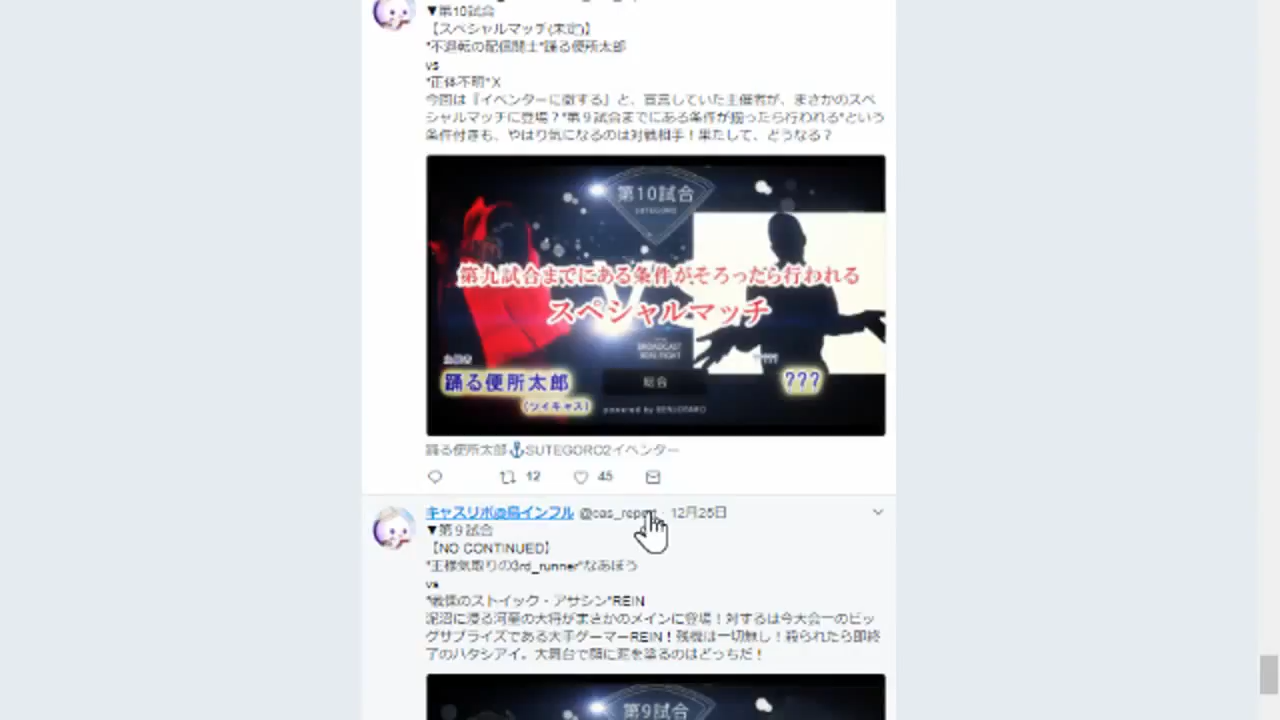 ▼第10試合
【スペシャルマッチ(未定)】
"不退転の配信闘士"踊る便所太郎
vs
"正体不明"X
今回は『イベンターに徹する』と、宣言していた主催者が、まさかのスペ
シャルマッチに登場？"第９試合までにある条件が揃ったら行われる"という
条件付きも、やはり気になるのは対戦相手！果たして、どうなる？
第10試合
SUTEGORO
第九試合までにある条件がそろったら行われる
スペシャルマッチ
BROADCAST
踊る便所太郎
(ツイキャス)
総合
powered by BENJOTARO
???
踊る便所太郎⚓SUTEGORO2イベンター
12 45
キャスリポ@鳥インフル @cas_report · 12月25日
▼第９試合
【NO CONTINUED】
"王様気取りの3rd_runner"なあぼう
vs
"戦慄のストイック・アサシン"REIN
泥沼に浸る河童の大将がまさかのメインに登場！対するは今大会一のビッ
グサプライズである大手ゲーマーREIN！残機は一切無し！殺られたら即終
了のハタシアイ。大舞台で顔に泥を塗るのはどっちだ！
第9試合